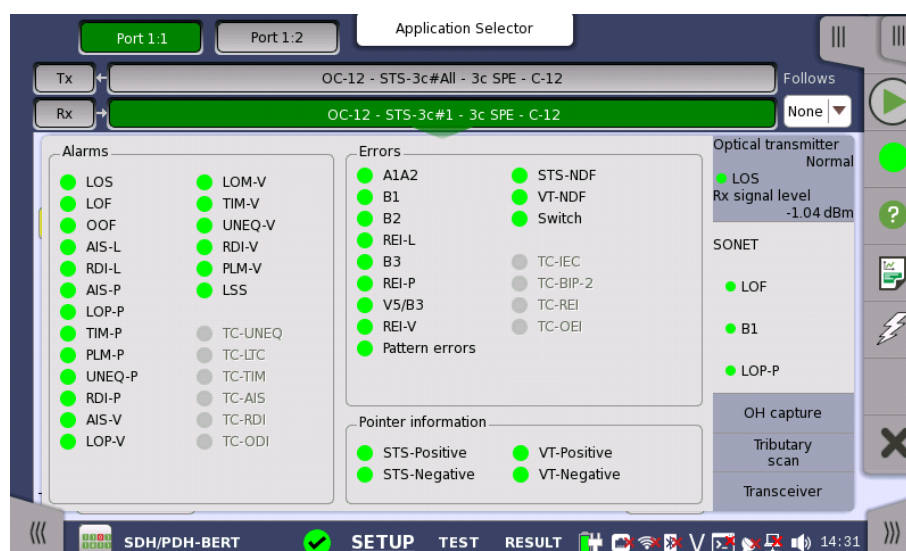 Application Selector
Port 1:1
Port 1:2
Tx
OC-12 - STS-3c#All - 3c SPE - C-12
Follows
Rx
OC-12 - STS-3c#1 - 3c SPE - C-12
None
Alarms
LOS
LOF
OOF
AIS-L
RDI-L
AIS-P
LOP-P
TIM-P
PLM-P
UNEQ-P
RDI-P
AIS-V
LOP-V
LOM-V
TIM-V
UNEQ-V
RDI-V
PLM-V
LSS
TC-UNEQ
TC-LTC
TC-TIM
TC-AIS
TC-RDI
TC-ODI
Errors
A1A2
B1
B2
REI-L
B3
REI-P
V5/B3
REI-V
Pattern errors
STS-NDF
VT-NDF
Switch
TC-IEC
TC-BIP-2
TC-REI
TC-OEI
Pointer information
STS-Positive
STS-Negative
VT-Positive
VT-Negative
Optical transmitter
Normal
LOS
Rx signal level
-1.04 dBm
SONET
LOF
B1
LOP-P
OH capture
Tributary
scan
Transceiver
SDH/PDH-BERT
SETUP
TEST
RESULT
14:31